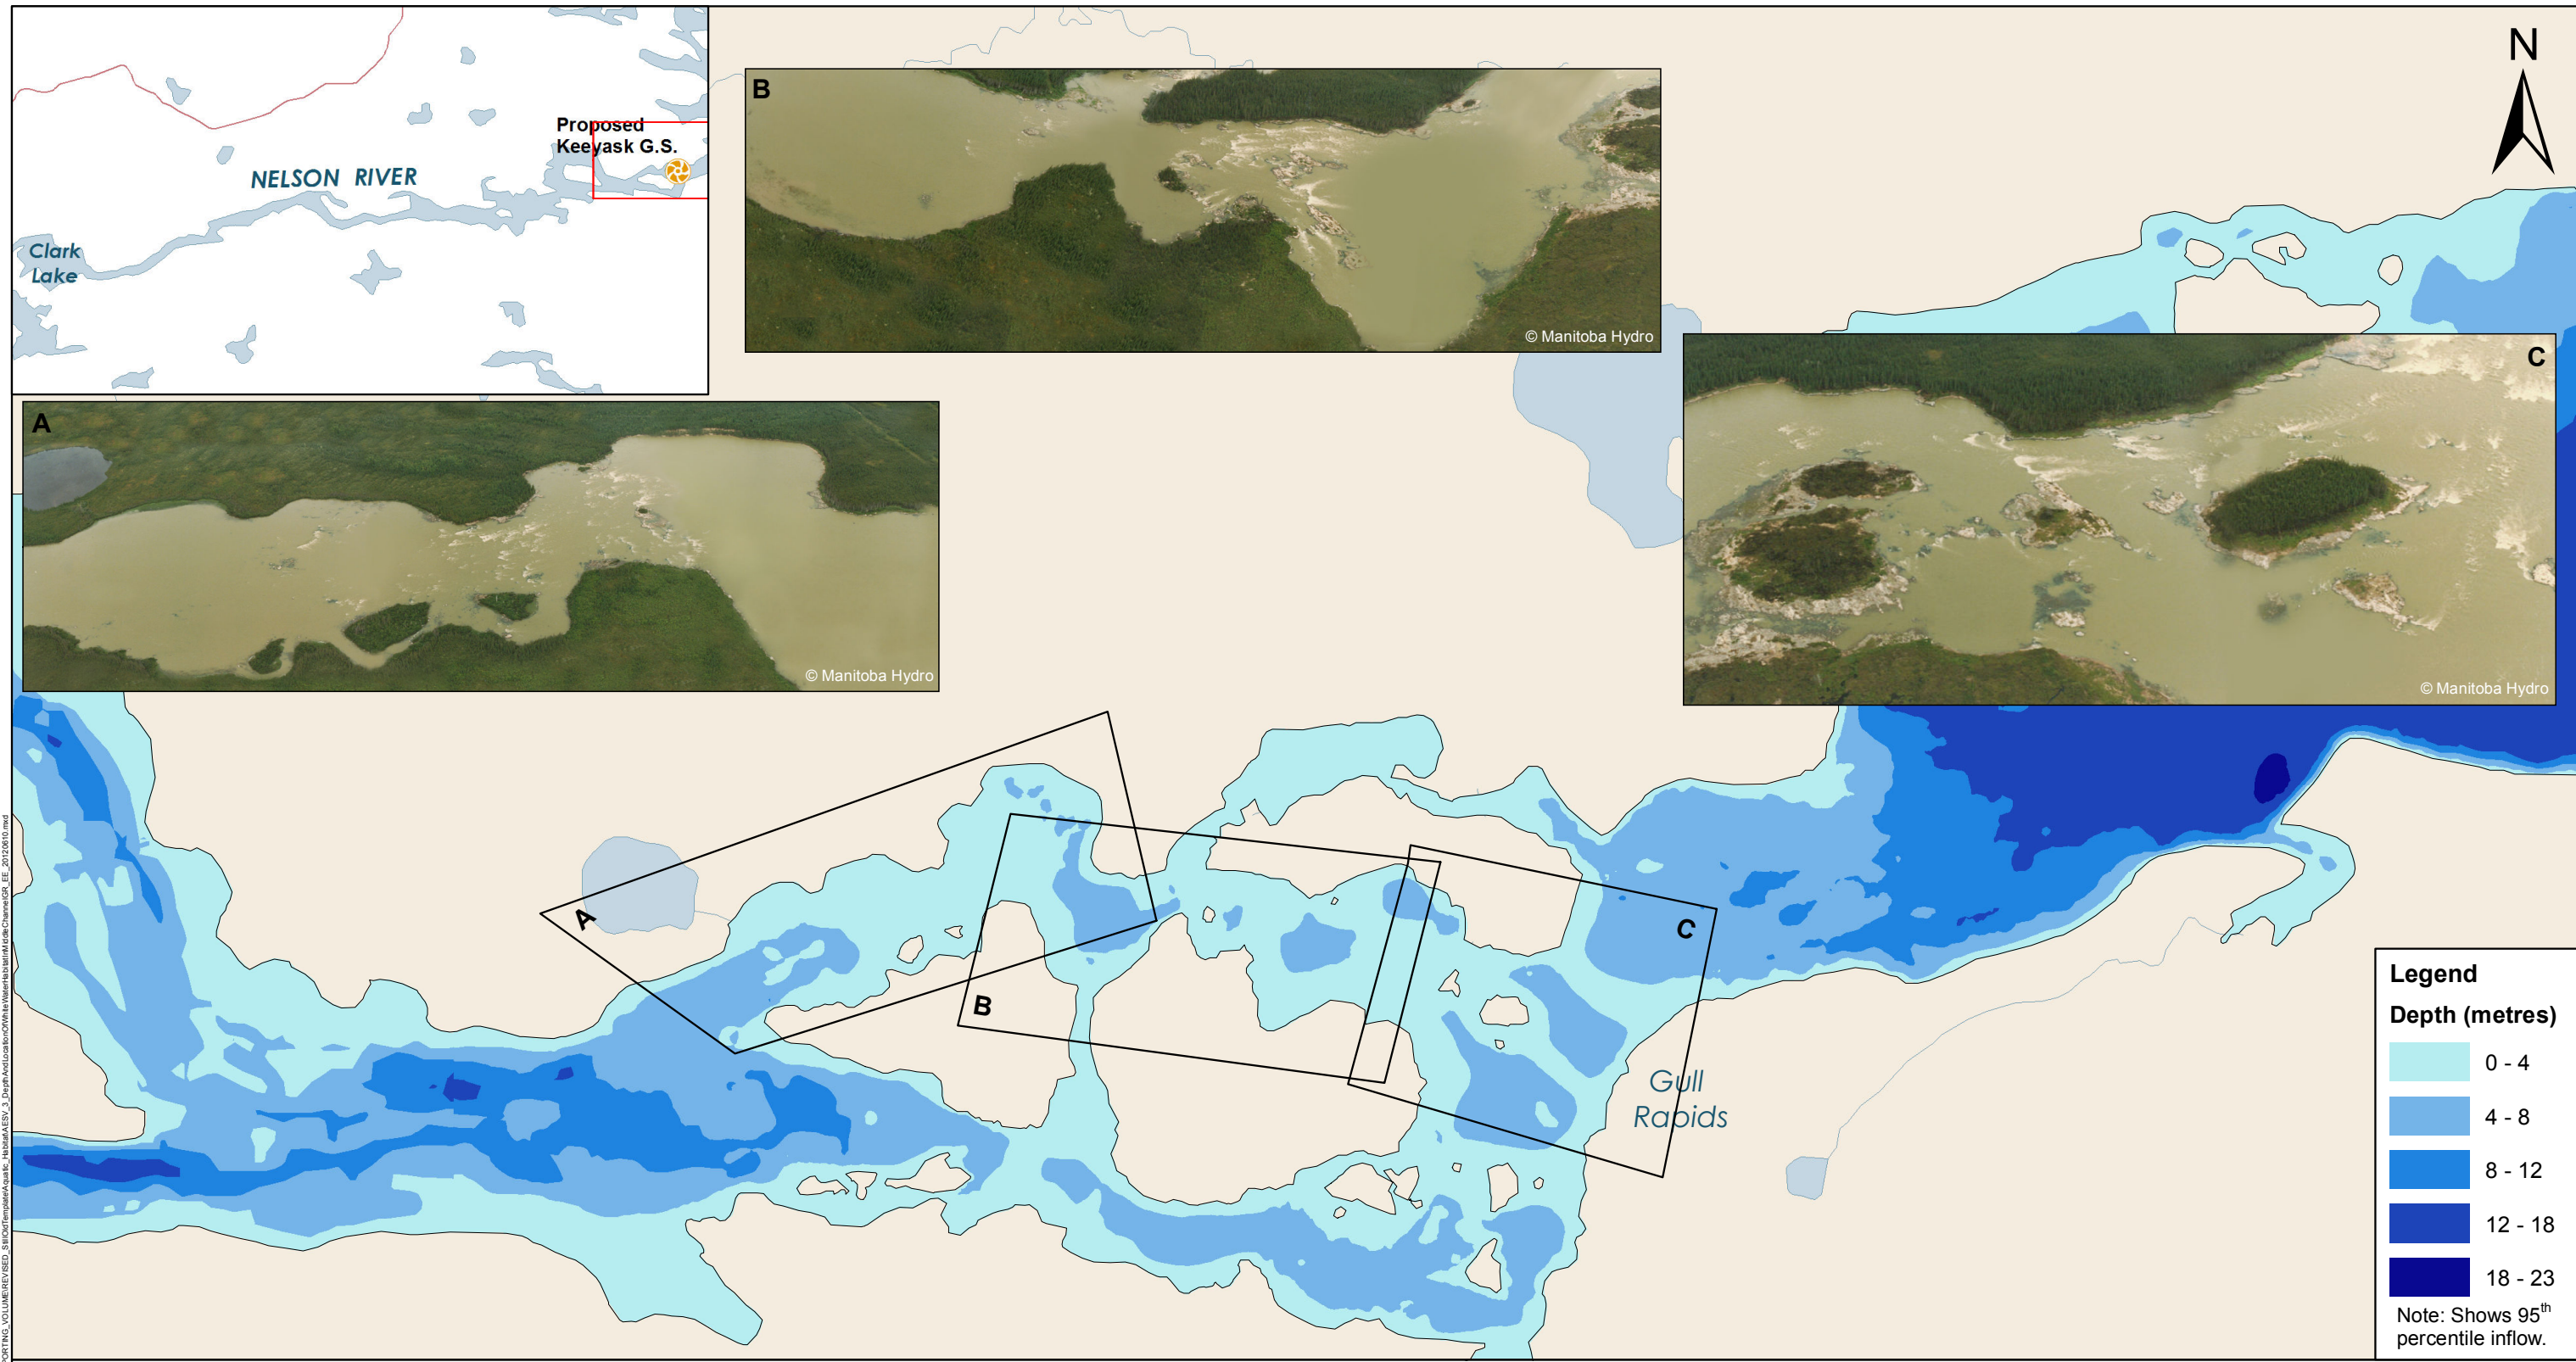 Proposed
Keeyask G.S.
NELSON RIVER
Clark
Lake
B
© Manitoba Hydro
N
C
© Manitoba Hydro
A
© Manitoba Hydro
A
B
C
Gull
Rapids
Legend
Depth (metres)
0 - 4
4 - 8
8 - 12
12 - 18
18 - 23
Note: Shows 95th
percentile inflow.